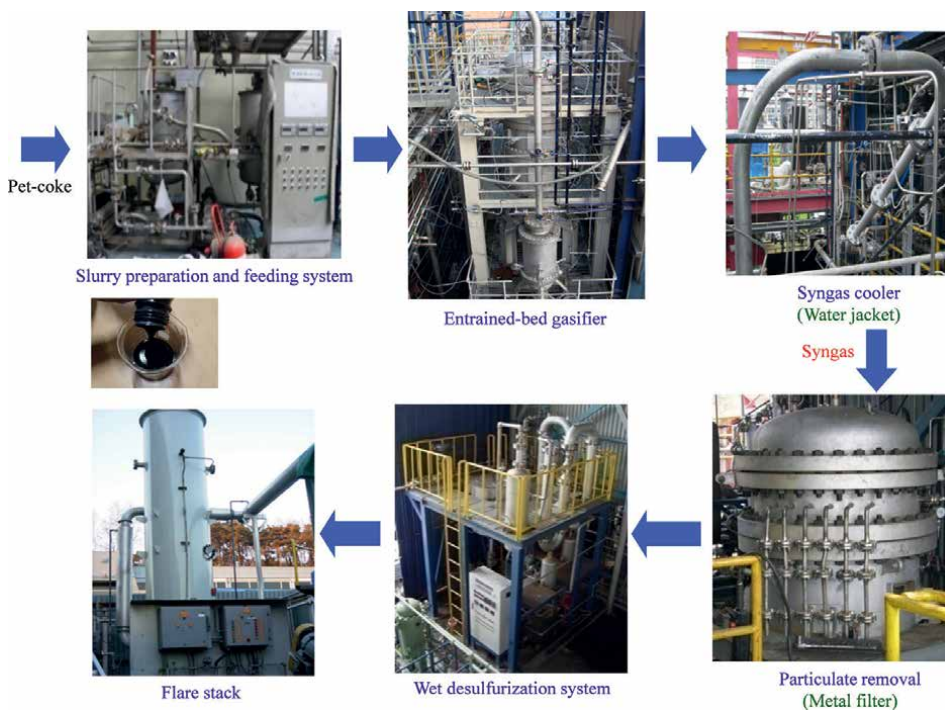 Pet-coke
Slurry preparation and feeding system
Entrained-bed gasifier
Syngas cooler
(Water jacket)
Syngas
Particulate removal
(Metal filter)
Wet desulfurization system
Flare stack